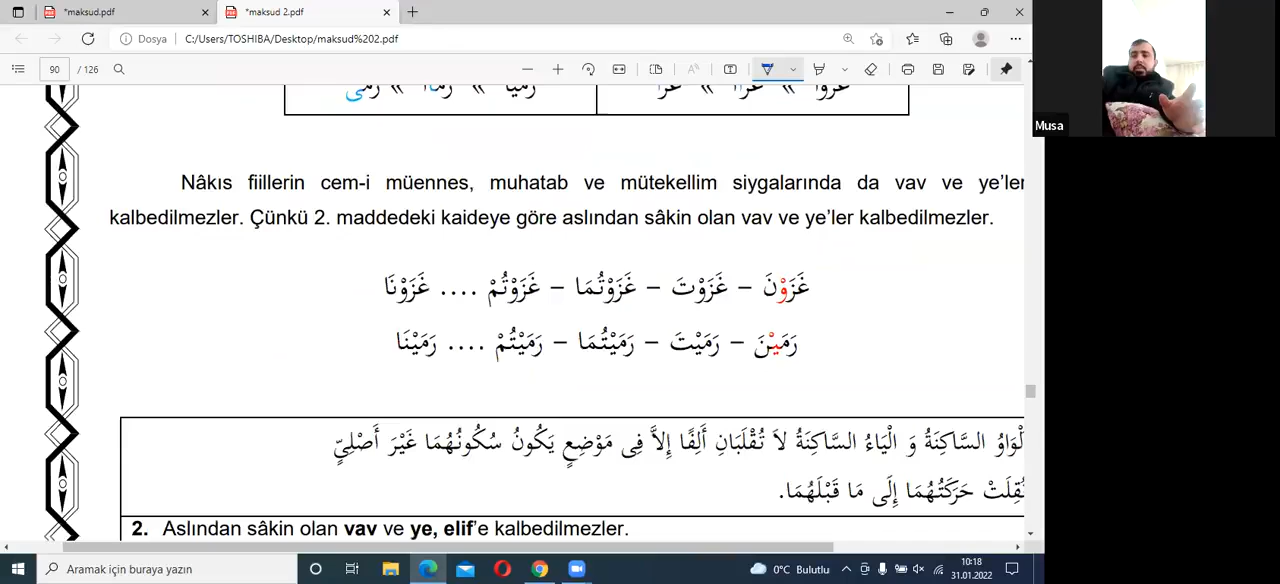 *maksud.pdf
*maksud 2.pdf
Dosya C:/Users/TOSHIBA/Desktop/maksud%202.pdf
90 / 126
Musa
Nâkıs fiillerin cem-i müennes, muhatab ve mütekellim siygalarında da vav ve ye'ler
kalbedilmezler. Çünkü 2. maddedeki kaideye göre aslından sâkin olan vav ve ye'ler kalbedilmezler.
غَزَوْنَ – غَزَوْتَ – غَزَوْتُمَا – غَزَوْتُمْ .... غَزَوْنَا
رَمَيْنَ – رَمَيْتَ – رَمَيْتُمَا – رَمَيْتُمْ .... رَمَيْنَا
لْوَاوُ السَّاكِنَةُ وَ الْيَاءُ السَّاكِنَةُ لاَ تُقْلَبَانِ أَلِفًا إِلاَّ فِى مَوْضِعٍ يَكُونُ سُكُونُهُمَا غَيْرَ أَصْلِىٍّ
نُقِلَتْ حَرَكَتُهُمَا إِلَى مَا قَبْلَهُمَا.
2. Aslından sâkin olan vav ve ye, elif'e kalbedilmezler.
Aramak için buraya yazın
0°C Bulutlu
10:18
31.01.2022